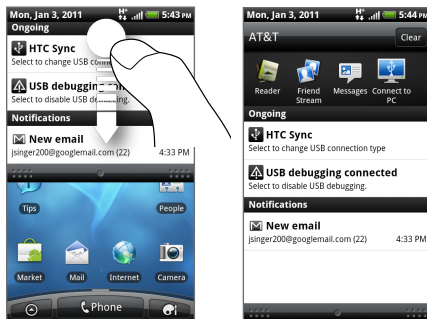 Mon, Jan 3, 2011 H 5:43 PM
Ongoing
HTC Sync
Select to change USB
USB debugging
Select to disable USB debugging.
Notifications
New email
jsinger200@googlemail.com (22) 4:33 PM
Tips People
Market Mail Internet Camera
Phone
Mon, Jan 3, 2011 H 5:44 PM
AT&T Clear
Reader Friend Stream Messages Connect to PC
Ongoing
HTC Sync
Select to change USB connection type
USB debugging connected
Select to disable USB debugging.
Notifications
New email
jsinger200@googlemail.com (22) 4:33 PM